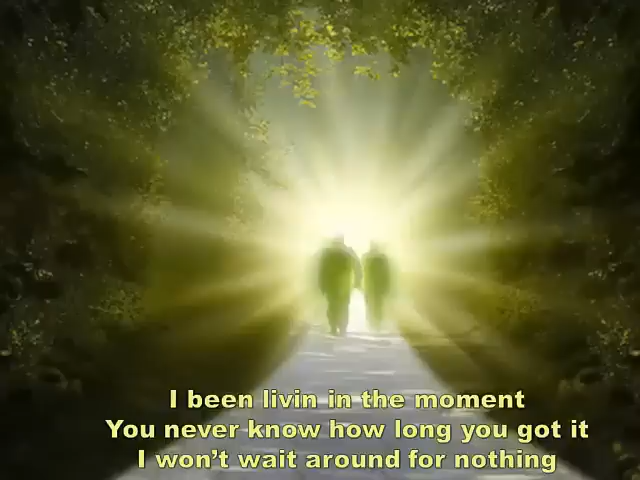 I been livin in the moment
You never know how long you got it
I won’t wait around for nothing